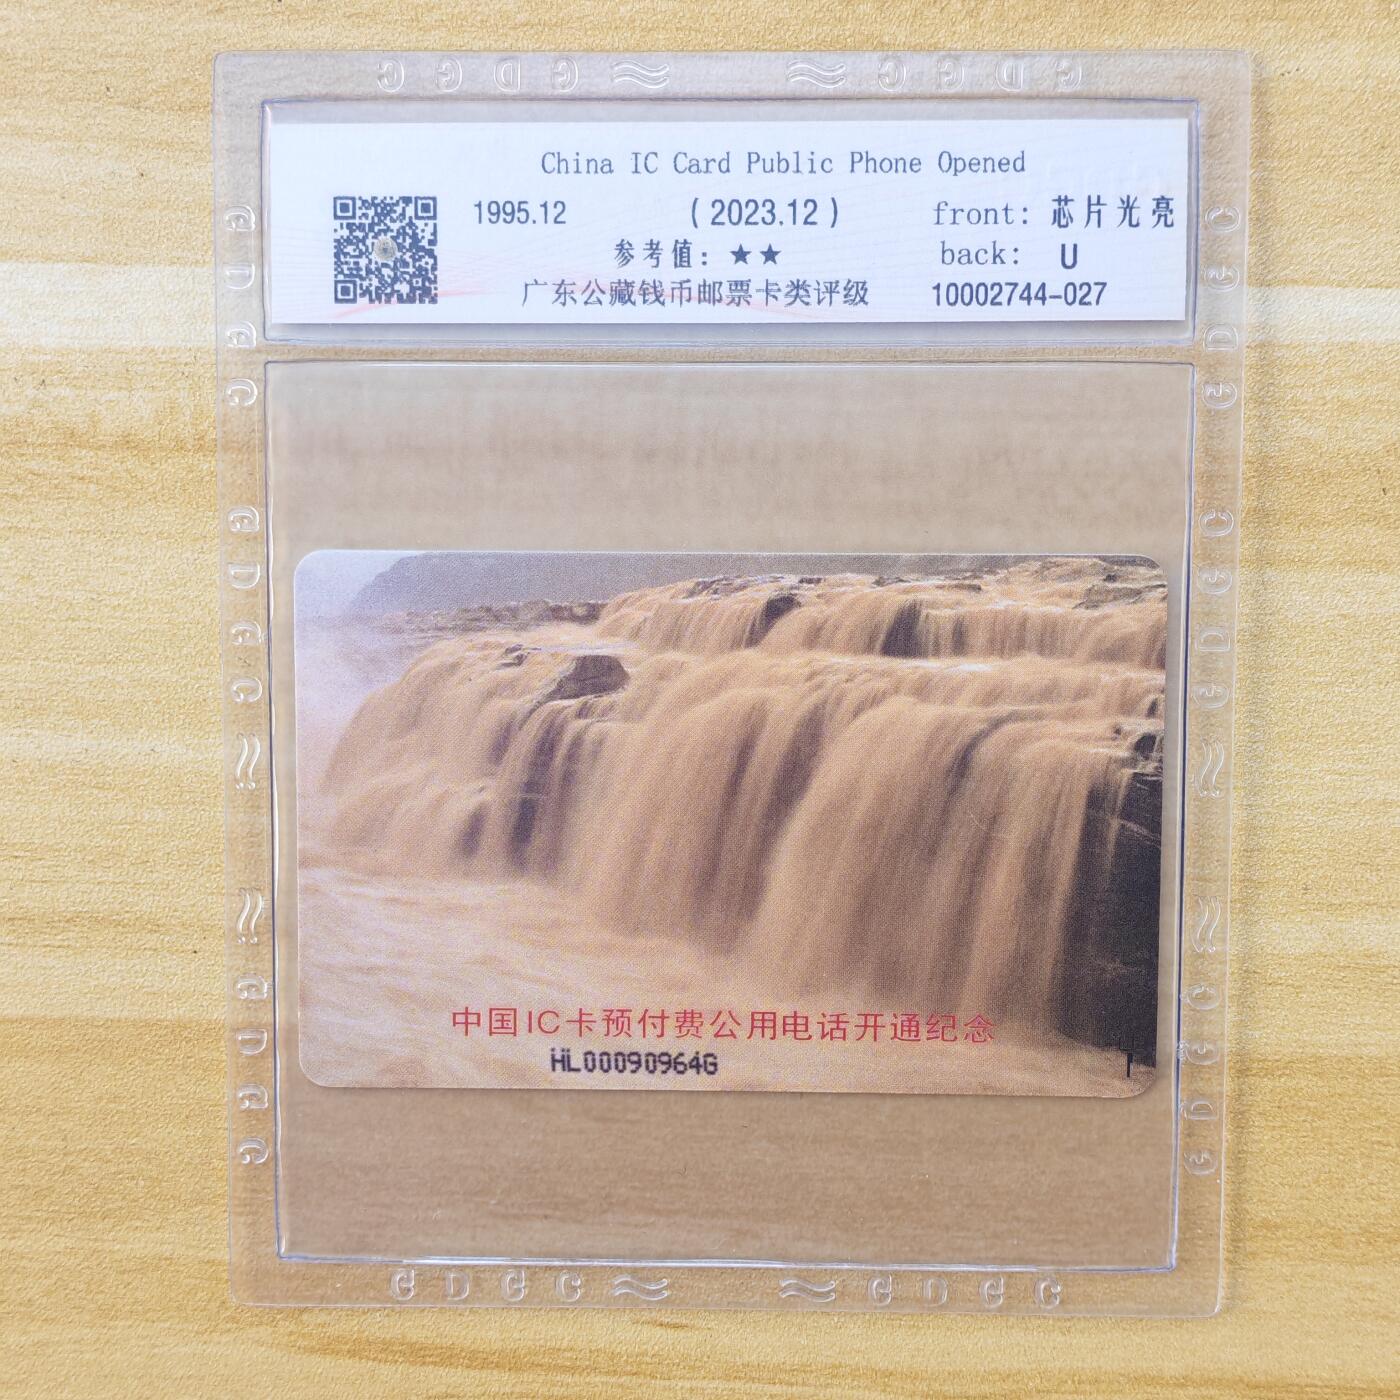 G D G C
China IC Card Public Phone Opened
1995.12 (2023.12) front: 芯片光亮
参考值: ★★ back: U
广东公藏钱币邮票卡类评级 10002744-027
中国IC卡预付费公用电话开通纪念
HL00090964G
G D G C G D G C